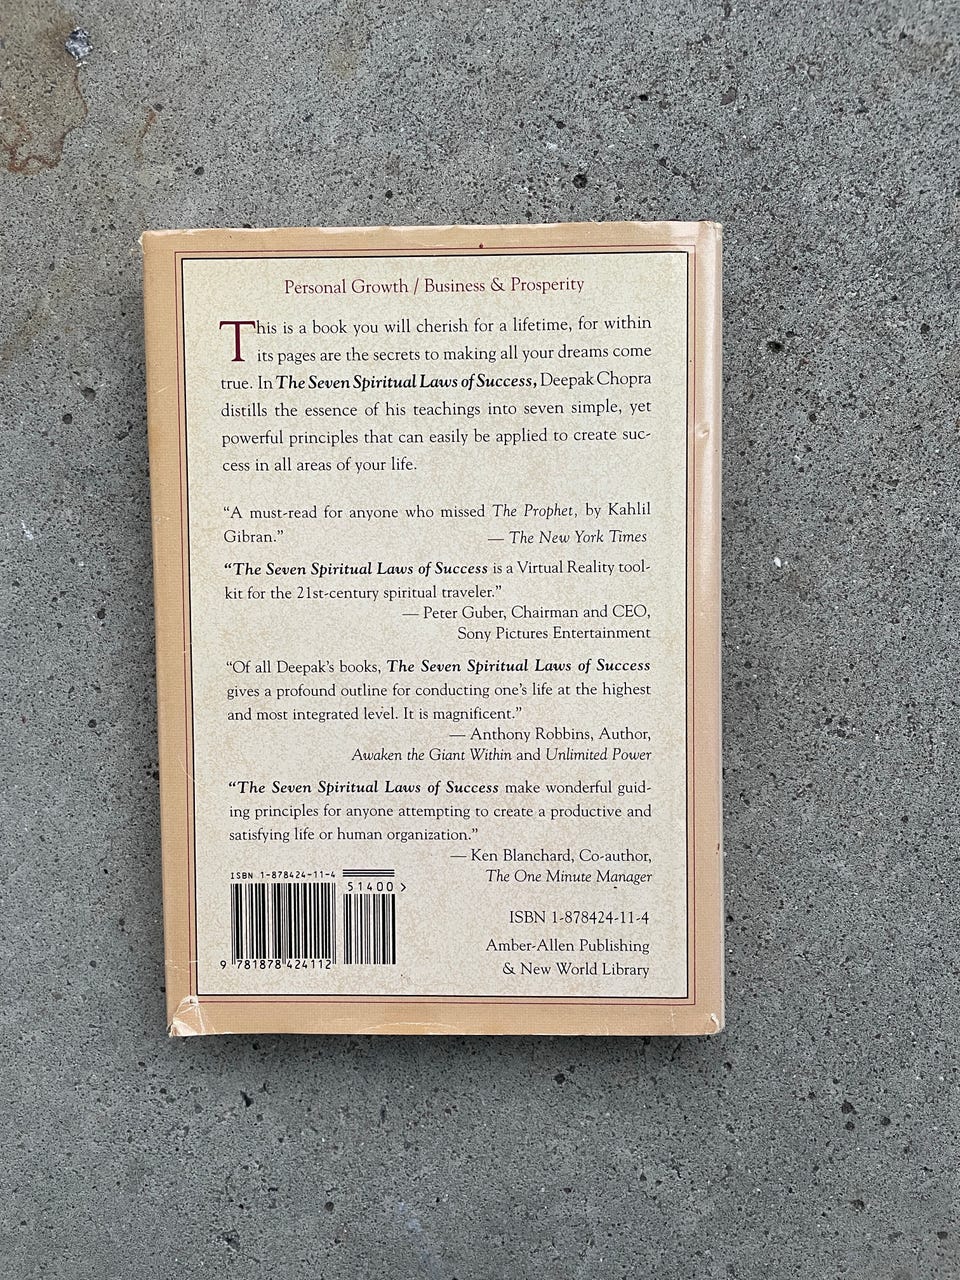 Personal Growth / Business & Prosperity
This is a book you will cherish for a lifetime, for within
its pages are the secrets to making all your dreams come
true. In The Seven Spiritual Laws of Success, Deepak Chopra
distills the essence of his teachings into seven simple, yet
powerful principles that can easily be applied to create suc-
cess in all areas of your life.
“A must-read for anyone who missed The Prophet, by Kahlil
Gibran.” — The New York Times
“The Seven Spiritual Laws of Success is a Virtual Reality tool-
kit for the 21st-century spiritual traveler.”
— Peter Guber, Chairman and CEO,
Sony Pictures Entertainment
“Of all Deepak’s books, The Seven Spiritual Laws of Success
gives a profound outline for conducting one’s life at the highest
and most integrated level. It is magnificent.”
— Anthony Robbins, Author,
Awaken the Giant Within and Unlimited Power
“The Seven Spiritual Laws of Success make wonderful guid-
ing principles for anyone attempting to create a productive and
satisfying life or human organization.”
— Ken Blanchard, Co-author,
The One Minute Manager
ISBN 1-878424-11-4
51400 >
9 781878 424112
ISBN 1-878424-11-4
Amber-Allen Publishing
& New World Library